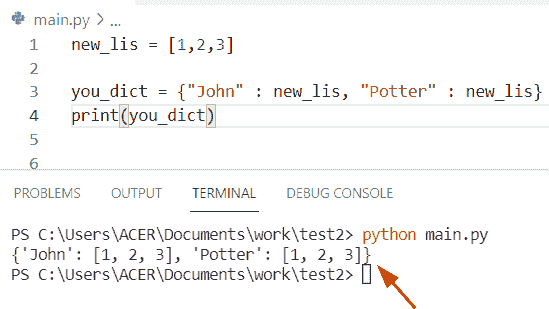 main.py > ...
1 new_lis = [1,2,3]
2
3 you_dict = {"John" : new_lis, "Potter" : new_lis}
4 print(you_dict)
5
6
PROBLEMS OUTPUT TERMINAL DEBUG CONSOLE
PS C:\Users\ACER\Documents\work\test2> python main.py
{'John': [1, 2, 3], 'Potter': [1, 2, 3]}
PS C:\Users\ACER\Documents\work\test2>